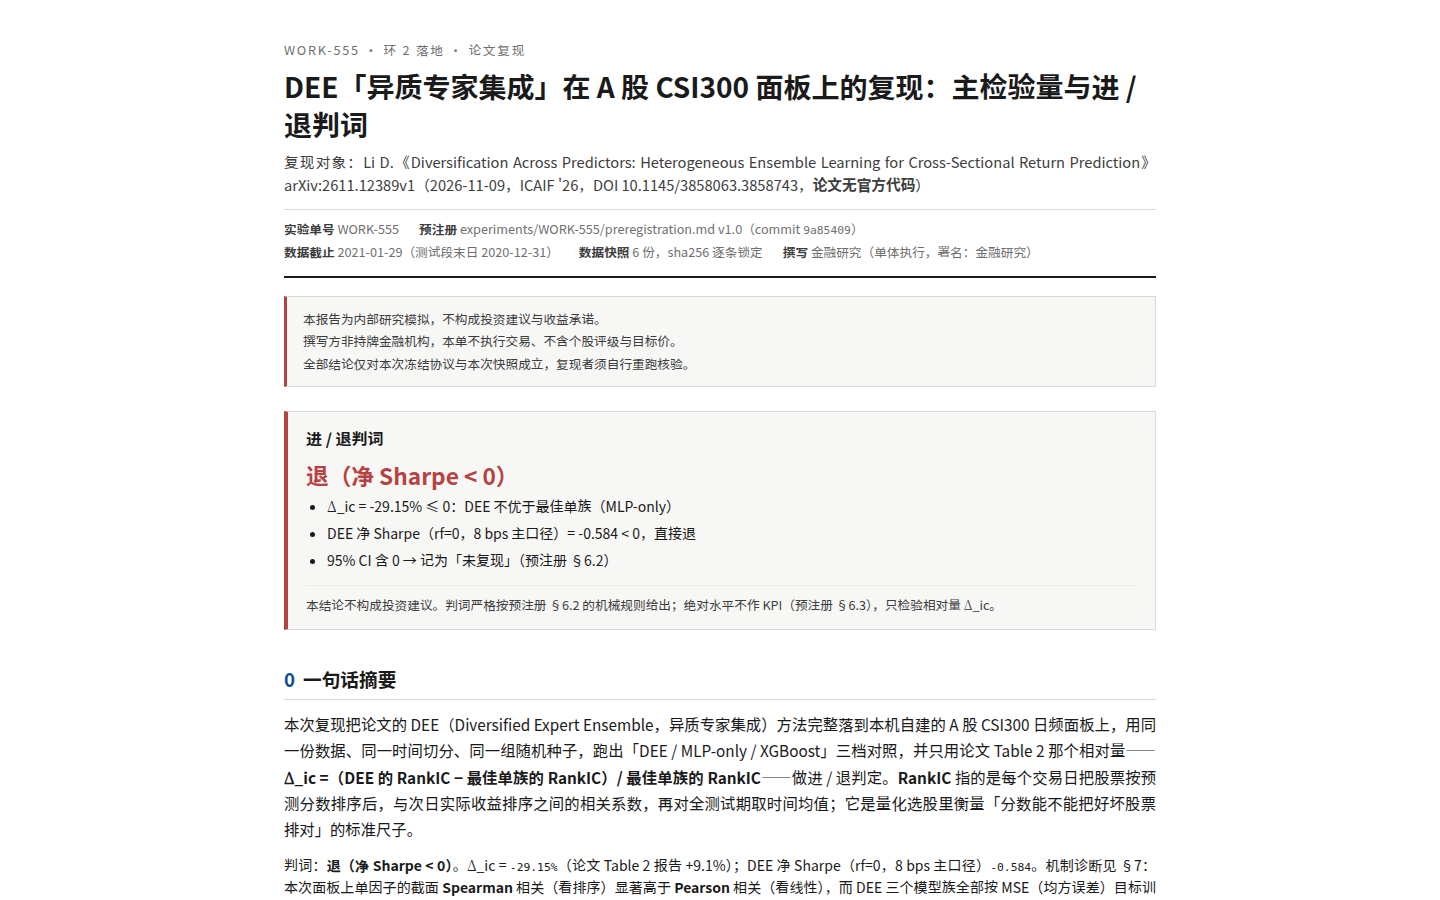 WORK-555 · 环 2 落地 · 论文复现
DEE「异质专家集成」在 A 股 CSI300 面板上的复现：主检验量与进 /
退判词
复现对象：Li D.《Diversification Across Predictors: Heterogeneous Ensemble Learning for Cross-Sectional Return Prediction》
arXiv:2611.12389v1（2026-11-09，ICAIF '26，DOI 10.1145/3858063.3858743，论文无官方代码）
实验单号 WORK-555 预注册 experiments/WORK-555/preregistration.md v1.0（commit 9a85409）
数据截止 2021-01-29（测试段末日 2020-12-31） 数据快照 6 份，sha256 逐条锁定 撰写 金融研究（单体执行，署名：金融研究）
本报告为内部研究模拟，不构成投资建议与收益承诺。
撰写方非持牌金融机构，本单不执行交易、不含个股评级与目标价。
全部结论仅对本次冻结协议与本次快照成立，复现者须自行重跑核验。
进 / 退判词
退（净 Sharpe < 0）
• Δ_ic = -29.15% ≤ 0：DEE 不优于最佳单族（MLP-only）
• DEE 净 Sharpe（rf=0，8 bps 主口径）= -0.584 < 0，直接退
• 95% CI 含 0 → 记为「未复现」（预注册 §6.2）
本结论不构成投资建议。判词严格按预注册 §6.2 的机械规则给出；绝对水平不作 KPI（预注册 §6.3），只检验相对量 Δ_ic。
0 一句话摘要
本次复现把论文的 DEE（Diversified Expert Ensemble，异质专家集成）方法完整落到本机自建的 A 股 CSI300 日频面板上，用同
一份数据、同一时间切分、同一组随机种子，跑出「DEE / MLP-only / XGBoost」三档对照，并只用论文 Table 2 那个相对量——
Δ_ic =（DEE 的 RankIC − 最佳单族的 RankIC）/ 最佳单族的 RankIC——做进 / 退判定。RankIC 指的是每个交易日把股票按预
测分数排序后，与次日实际收益排序之间的相关系数，再对全测试期取时间均值；它是量化选股里衡量「分数能不能把好坏股票
排对」的标准尺子。
判词：退（净 Sharpe < 0）。Δ_ic = -29.15%（论文 Table 2 报告 +9.1%）；DEE 净 Sharpe（rf=0，8 bps 主口径）-0.584。机制诊断见 §7：
本次面板上单因子的截面 Spearman 相关（看排序）显著高于 Pearson 相关（看线性），而 DEE 三个模型族全部按 MSE（均方误差）目标训